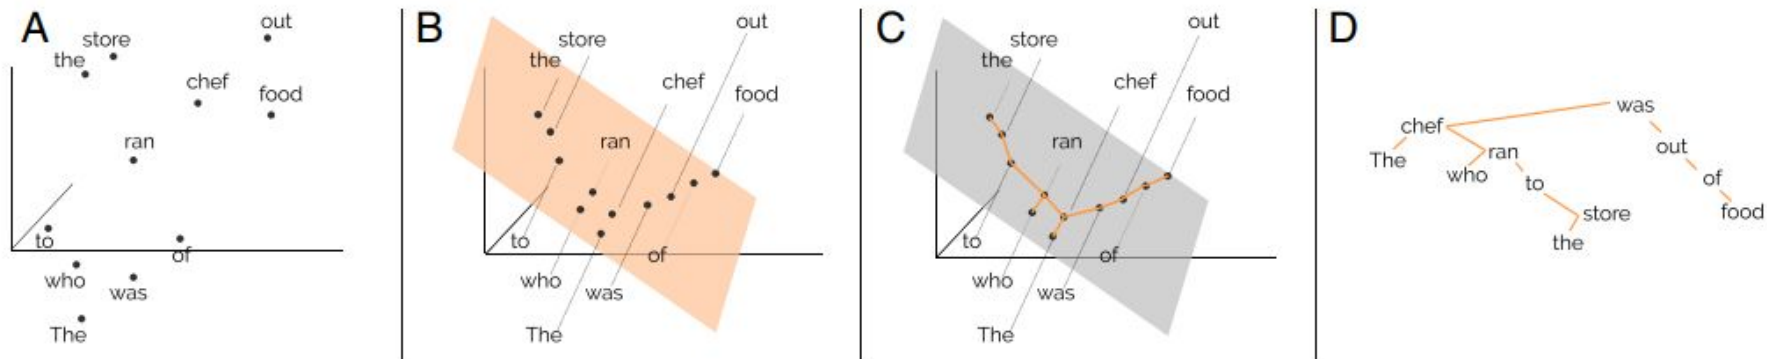 A
out
store
the
chef
food
ran
to
of
who
was
The
B
out
store
the
chef
food
ran
to
of
who
was
The
C
out
store
the
chef
food
ran
to
of
who
was
The
D
was
chef
out
The
ran
who
to
of
store
food
the